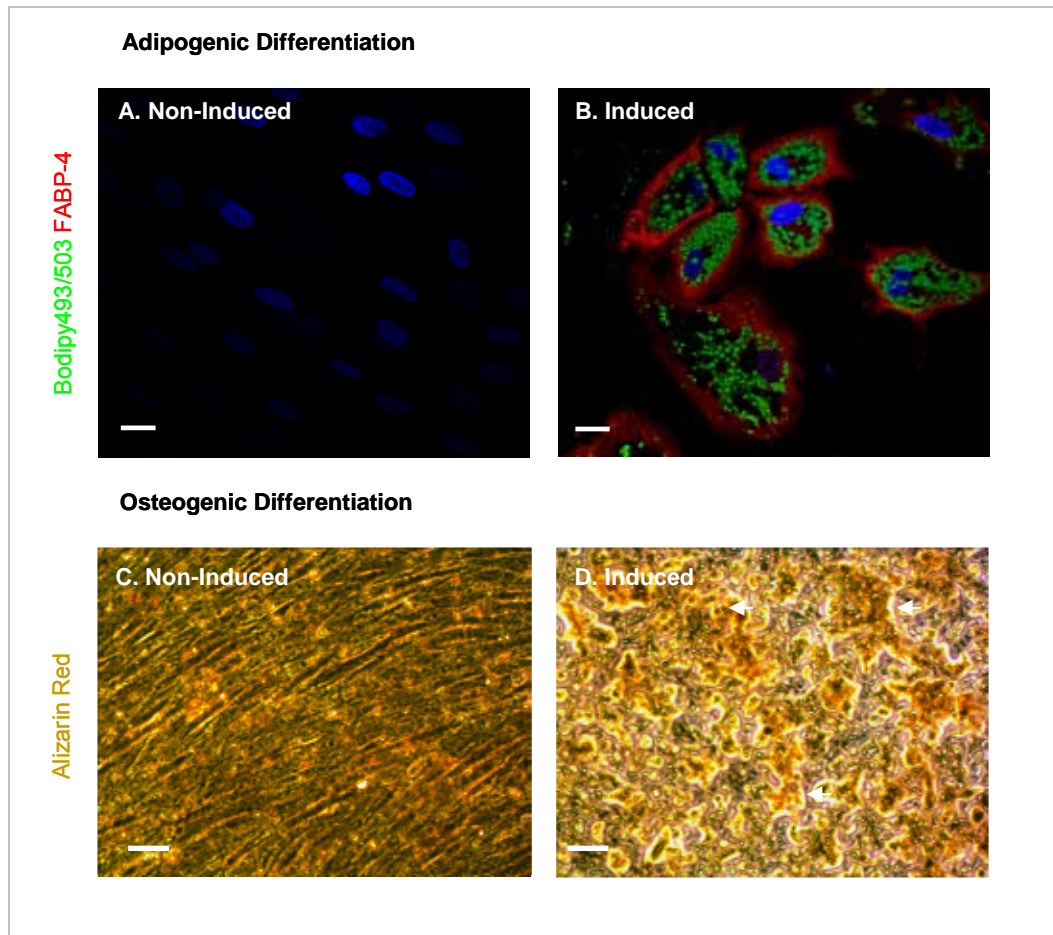 Adipogenic Differentiation
A. Non-Induced
B. Induced
Bodipy493/503 FABP-4
Osteogenic Differentiation
C. Non-Induced
D. Induced
Alizarin Red